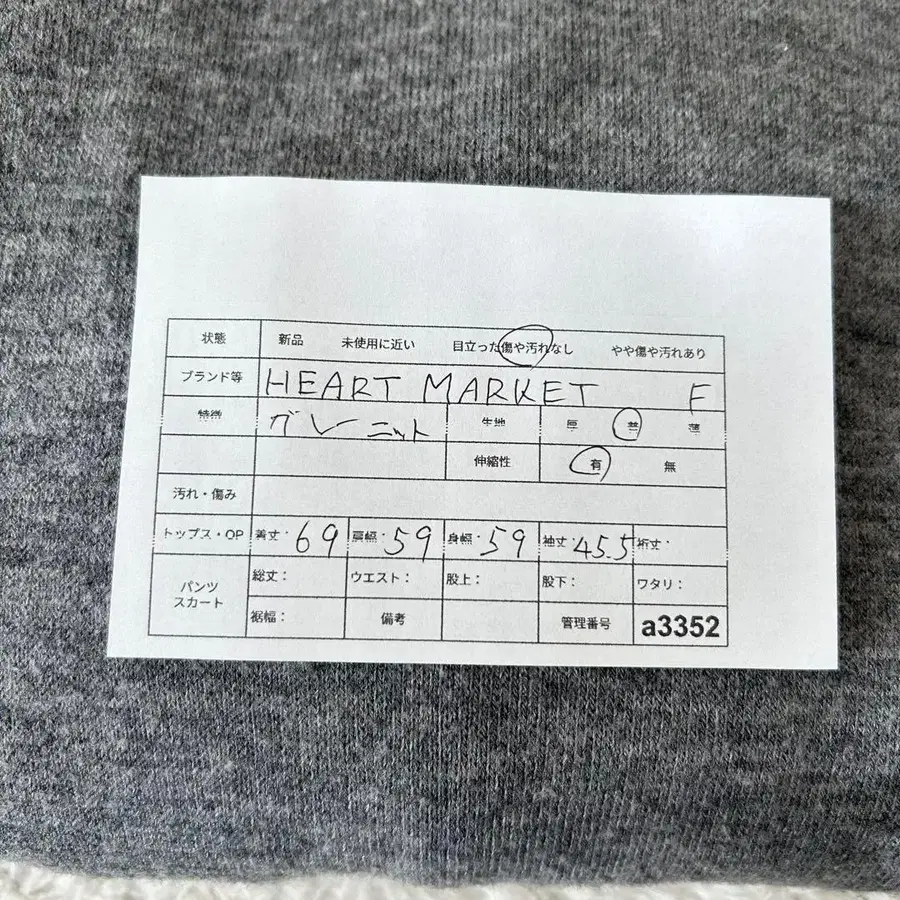 状態 新品 未使用に近い 目立った傷や汚れなし やや傷や汚れあり
ブランド等 HEART MARKET F
特徴 グレー ニット 生地 厚 普 薄
伸縮性 有 無
汚れ・傷み
トップス・OP 着丈・69 肩幅・59 身幅・59 袖丈・45.5 裄丈・
パンツ スカート 総丈： ウエスト： 股上： 股下： ワタリ：
裾幅： 備考 管理番号 a3352